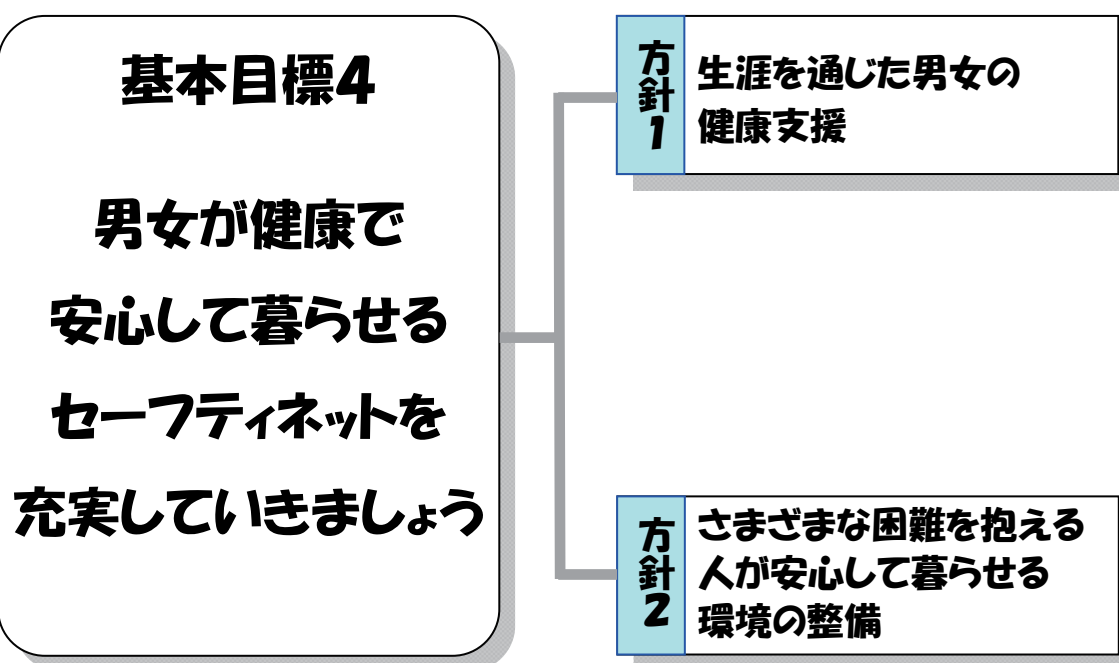 基本目標4
男女が健康で
安心して暮らせる
セーフティネットを
充実していきましょう
方針1
生涯を通じた男女の
健康支援
方針2
さまざまな困難を抱える
人が安心して暮らせる
環境の整備